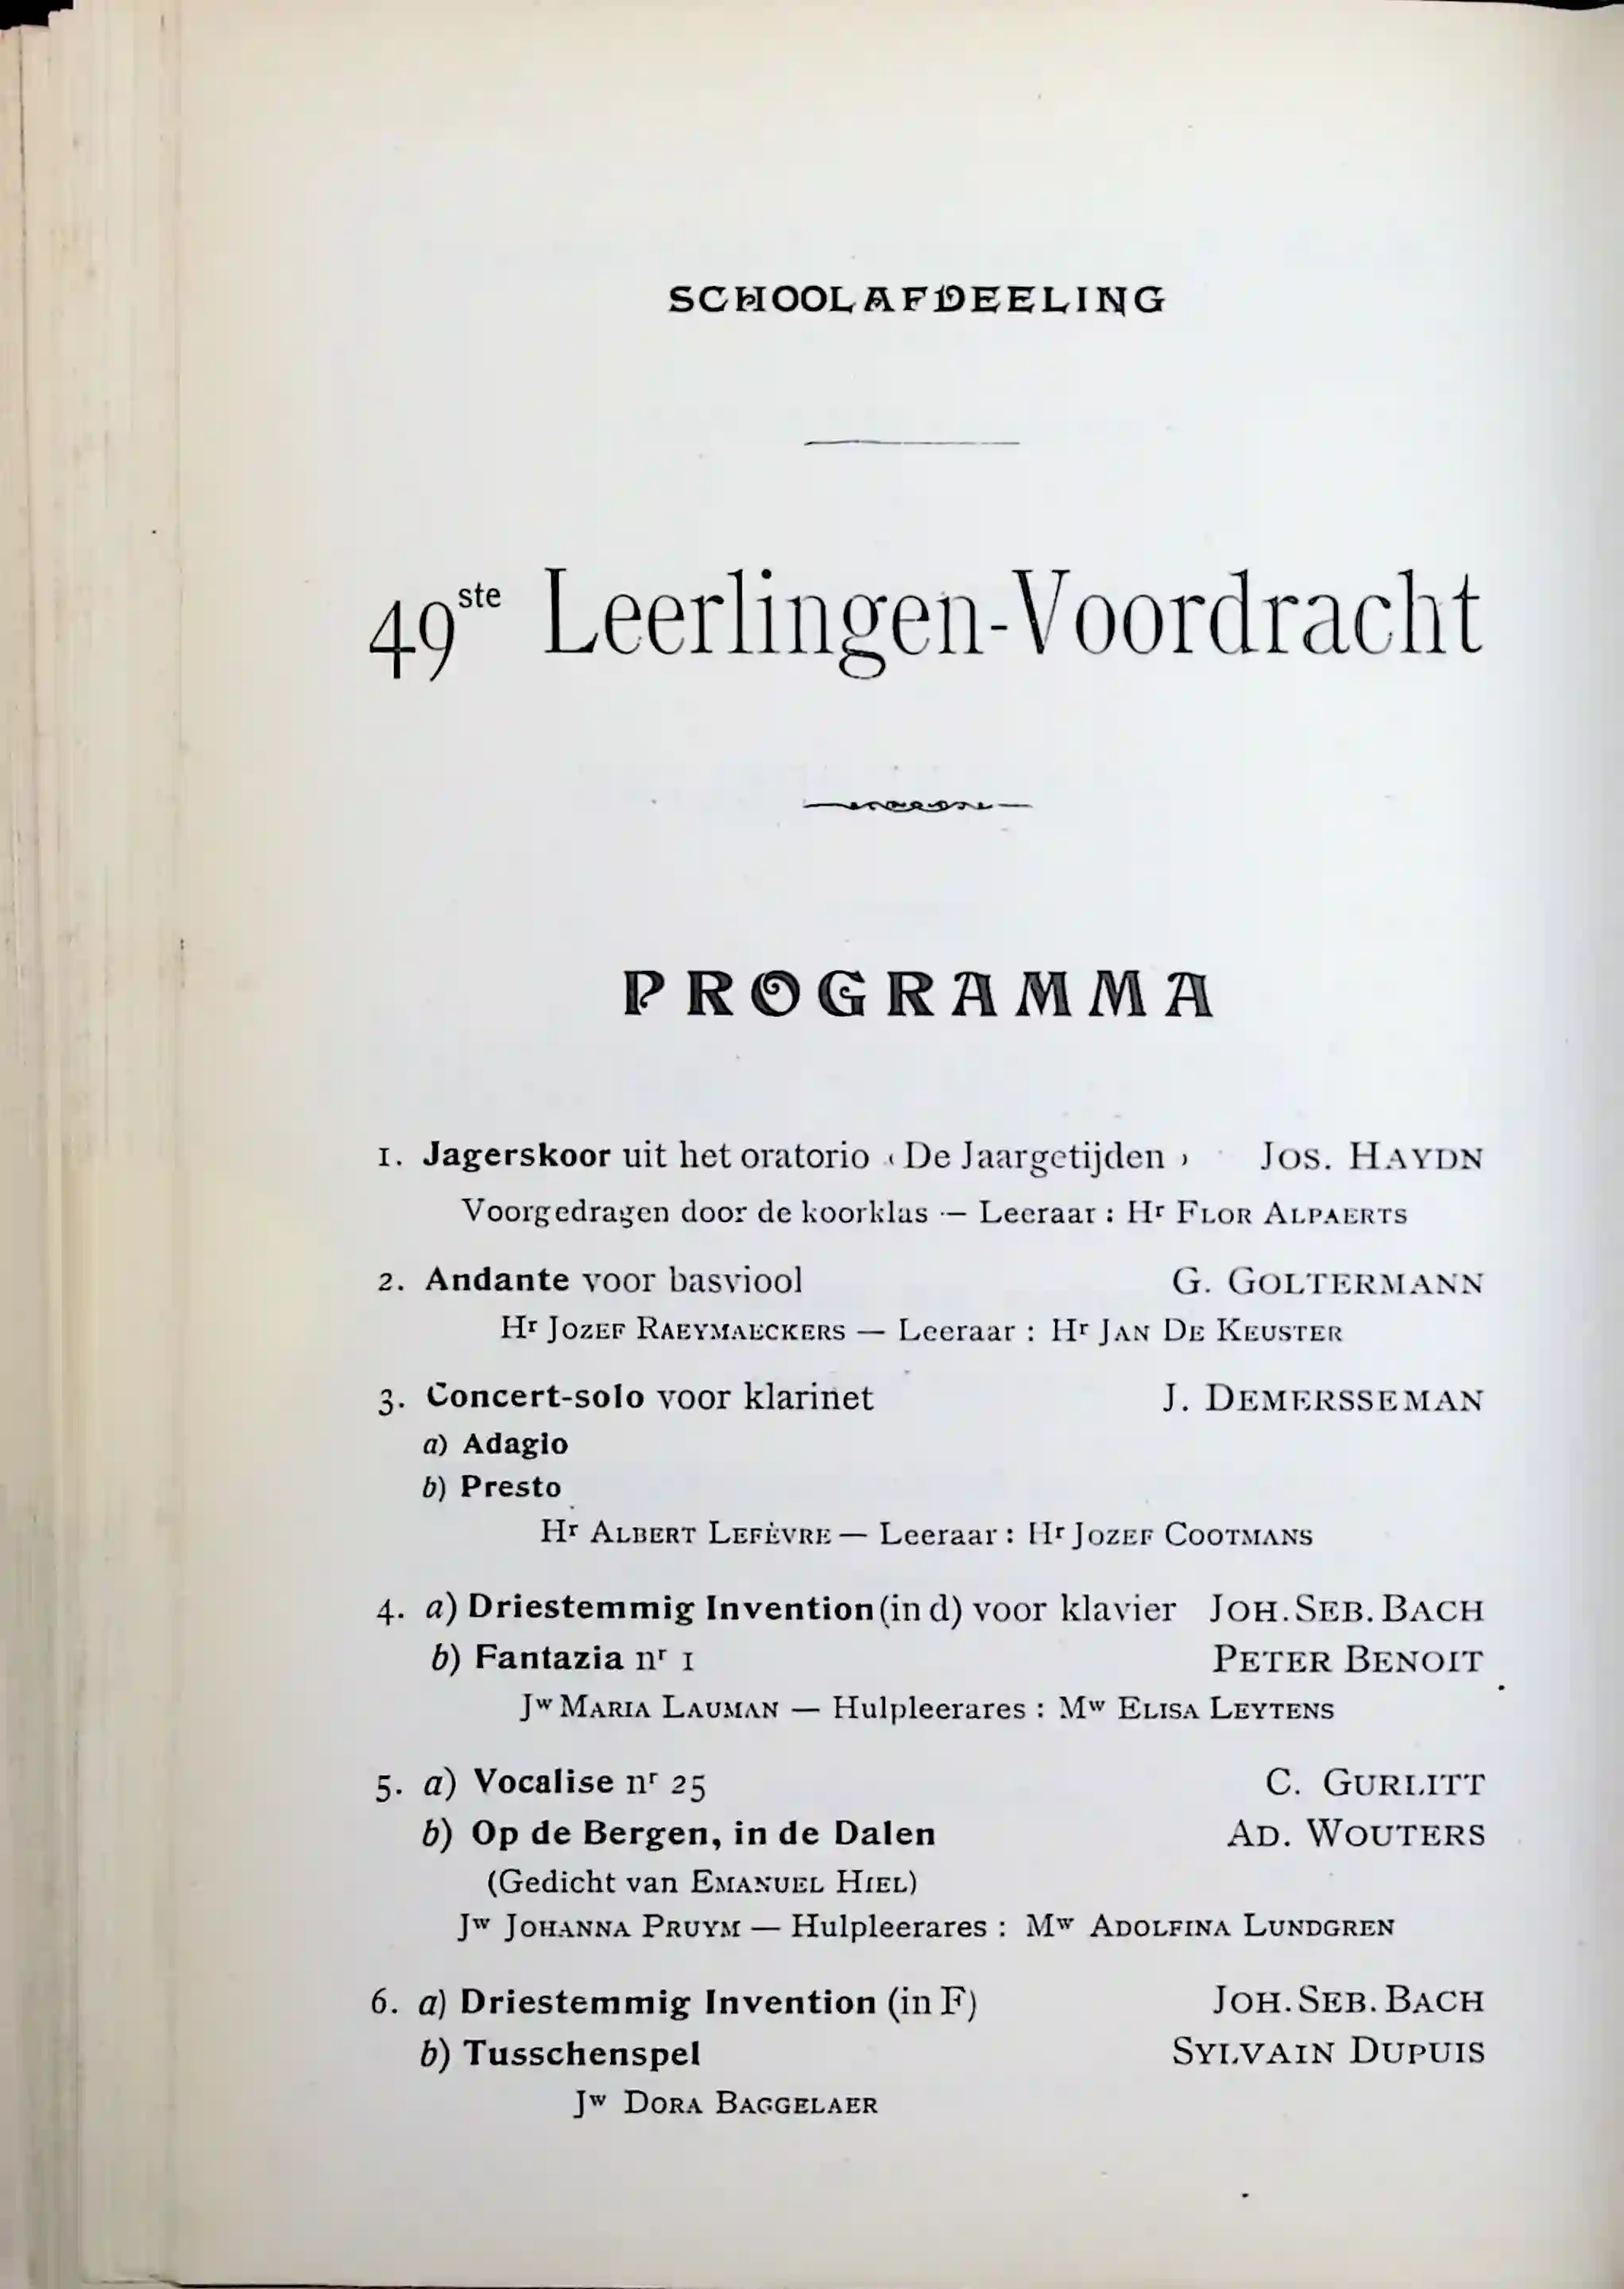 SCHOOLAFDEELING
49ste Leerlingen-Voordracht
PROGRAMMA
1. Jagerskoor uit het oratorio ‹ De Jaargetijden › Jos. Haydn
Voorgedragen door de koorklas — Leeraar : Hr Flor Alpaerts
2. Andante voor basviool G. Goltermann
Hr Jozef Raeymaeckers — Leeraar : Hr Jan De Keuster
3. Concert-solo voor klarinet J. Demersseman
a) Adagio
b) Presto
Hr Albert Lefèvre — Leeraar : Hr Jozef Cootmans
4. a) Driestemmig Invention (in d) voor klavier Joh. Seb. Bach
b) Fantazia nr 1 Peter Benoit
Jw Maria Lauman — Hulpleerares : Mw Elisa Leytens
5. a) Vocalise nr 25 C. Gurlitt
b) Op de Bergen, in de Dalen Ad. Wouters
(Gedicht van Emanuel Hiel)
Jw Johanna Pruym — Hulpleerares : Mw Adolfina Lundgren
6. a) Driestemmig Invention (in F) Joh. Seb. Bach
b) Tusschenspel Sylvain Dupuis
Jw Dora Baggelaer